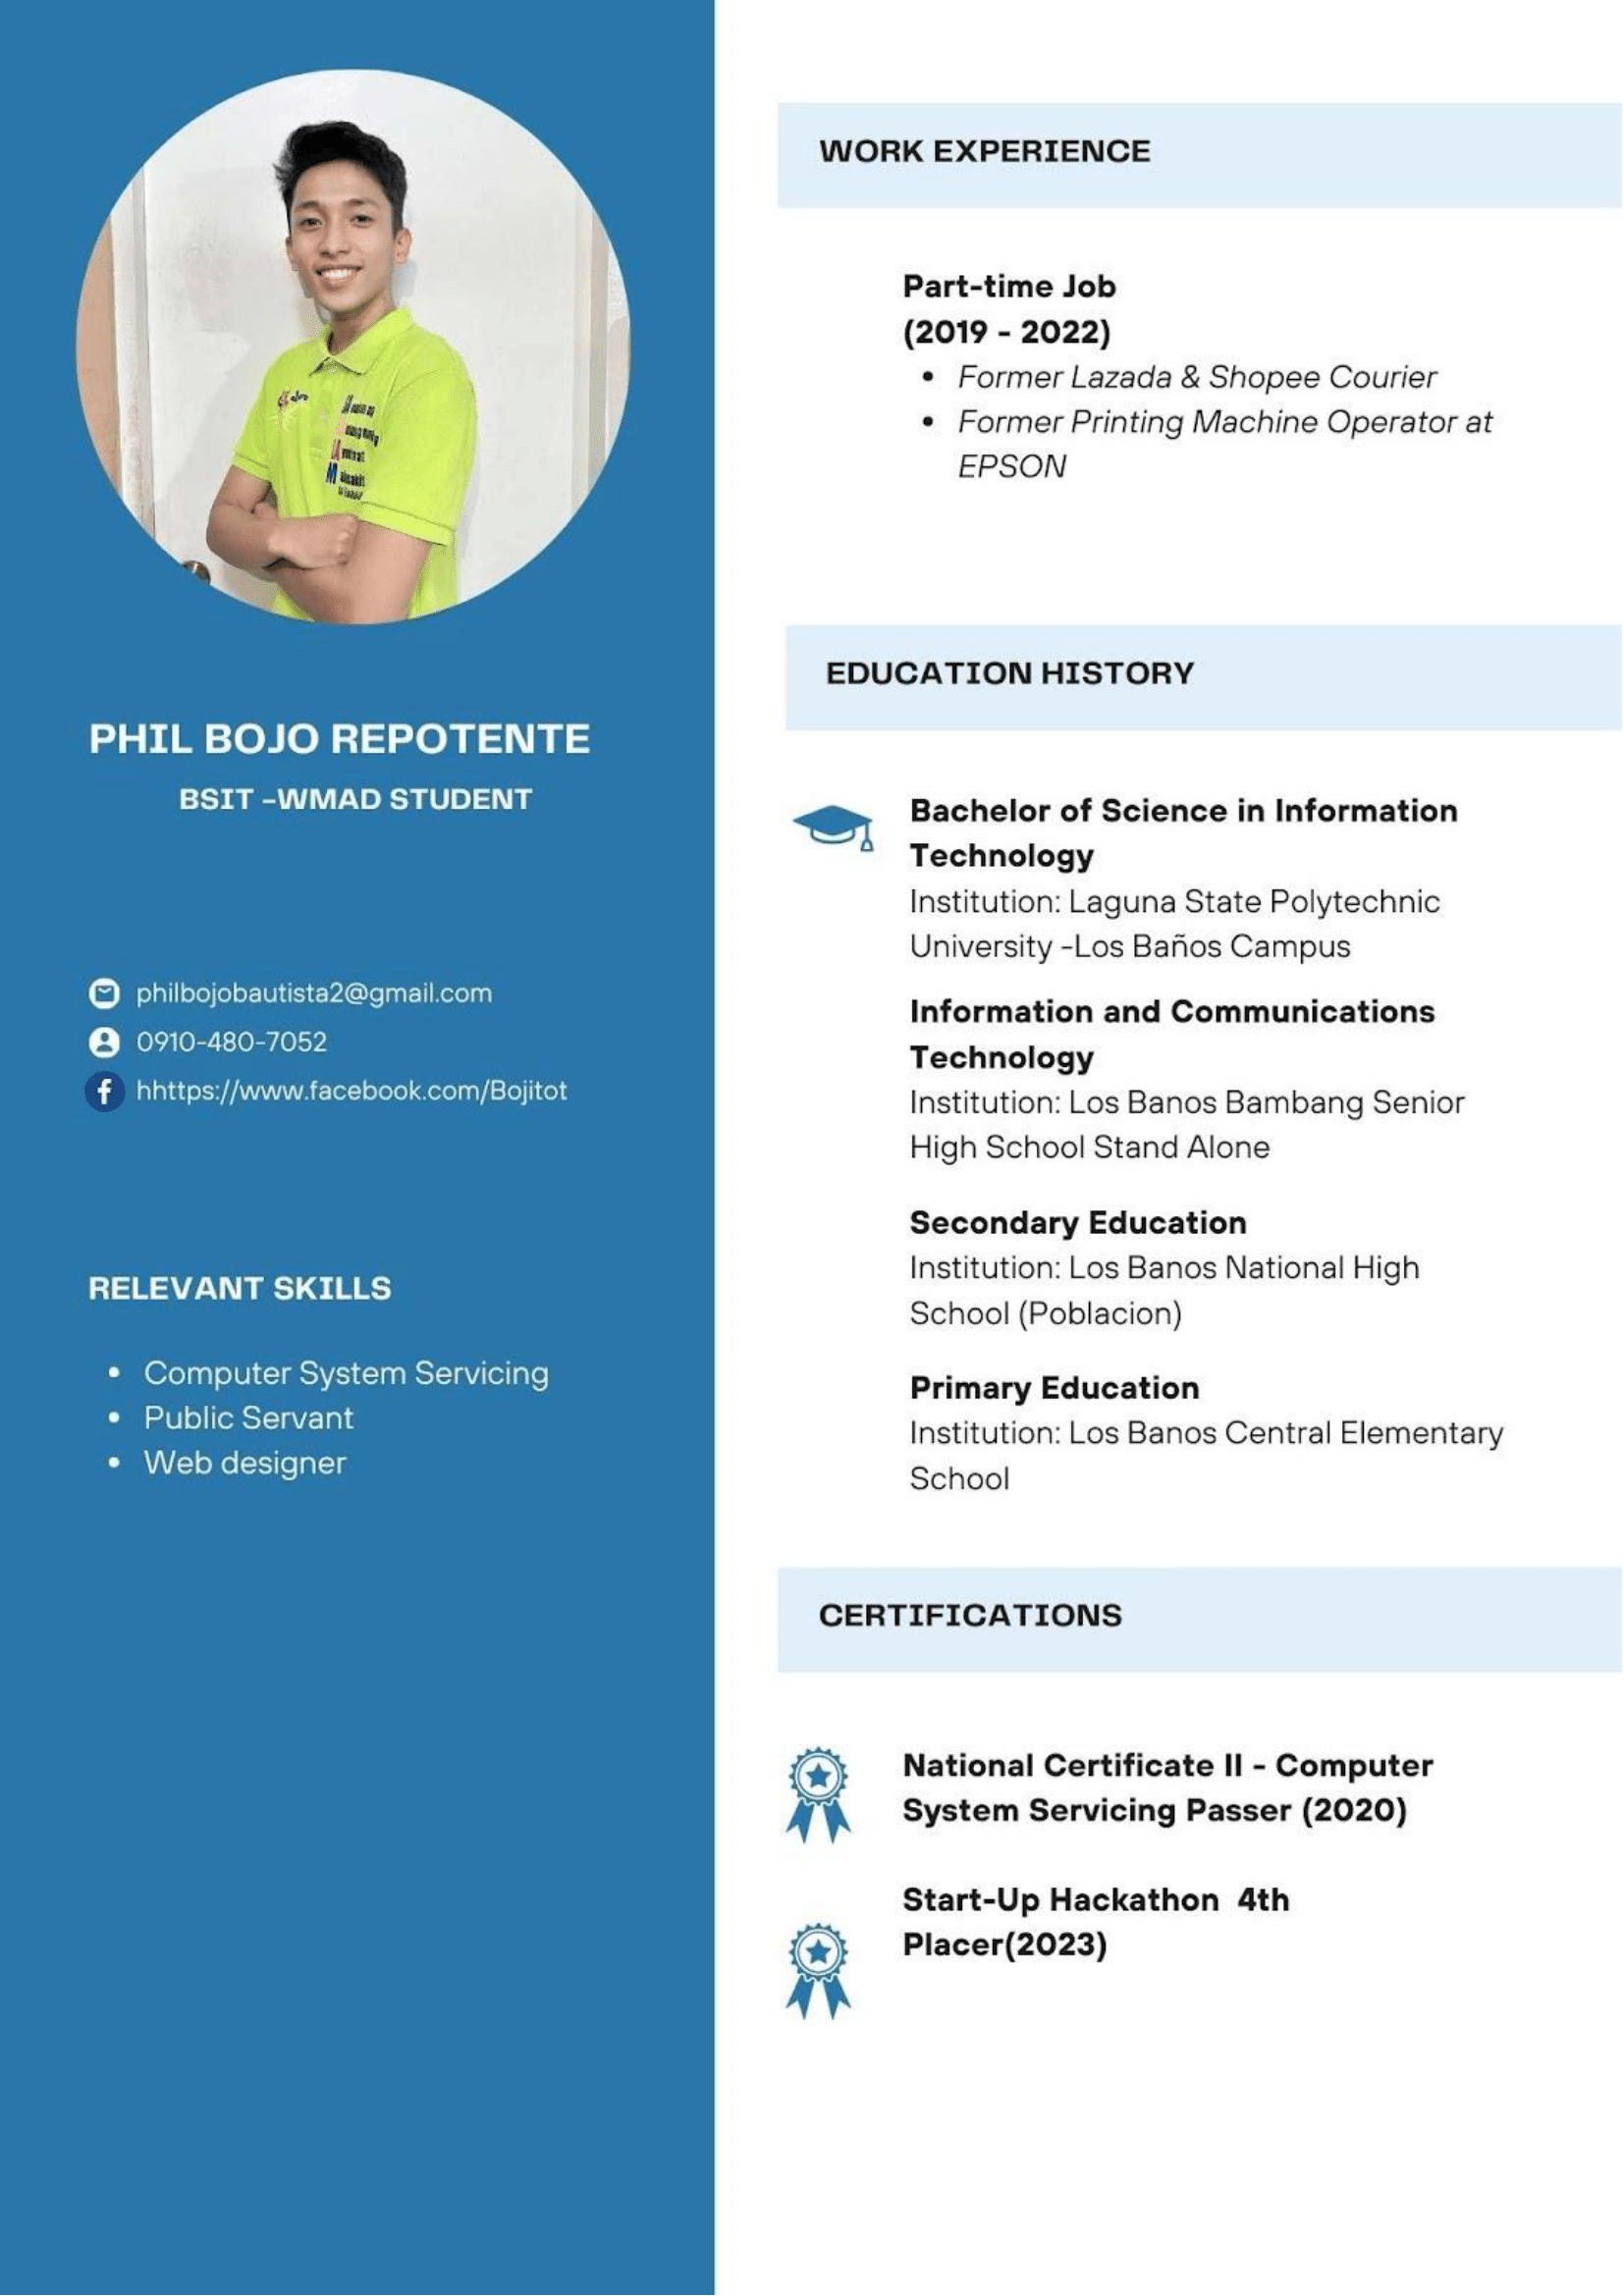 PHIL BOJO REPOTENTE
BSIT -WMAD STUDENT
philbojobautista2@gmail.com
0910-480-7052
hhttps://www.facebook.com/Bojitot
RELEVANT SKILLS
• Computer System Servicing
• Public Servant
• Web designer
WORK EXPERIENCE
Part-time Job
(2019 - 2022)
• Former Lazada & Shopee Courier
• Former Printing Machine Operator at
EPSON
EDUCATION HISTORY
Bachelor of Science in Information
Technology
Institution: Laguna State Polytechnic
University -Los Baños Campus
Information and Communications
Technology
Institution: Los Banos Bambang Senior
High School Stand Alone
Secondary Education
Institution: Los Banos National High
School (Poblacion)
Primary Education
Institution: Los Banos Central Elementary
School
CERTIFICATIONS
National Certificate II - Computer
System Servicing Passer (2020)
Start-Up Hackathon  4th
Placer(2023)